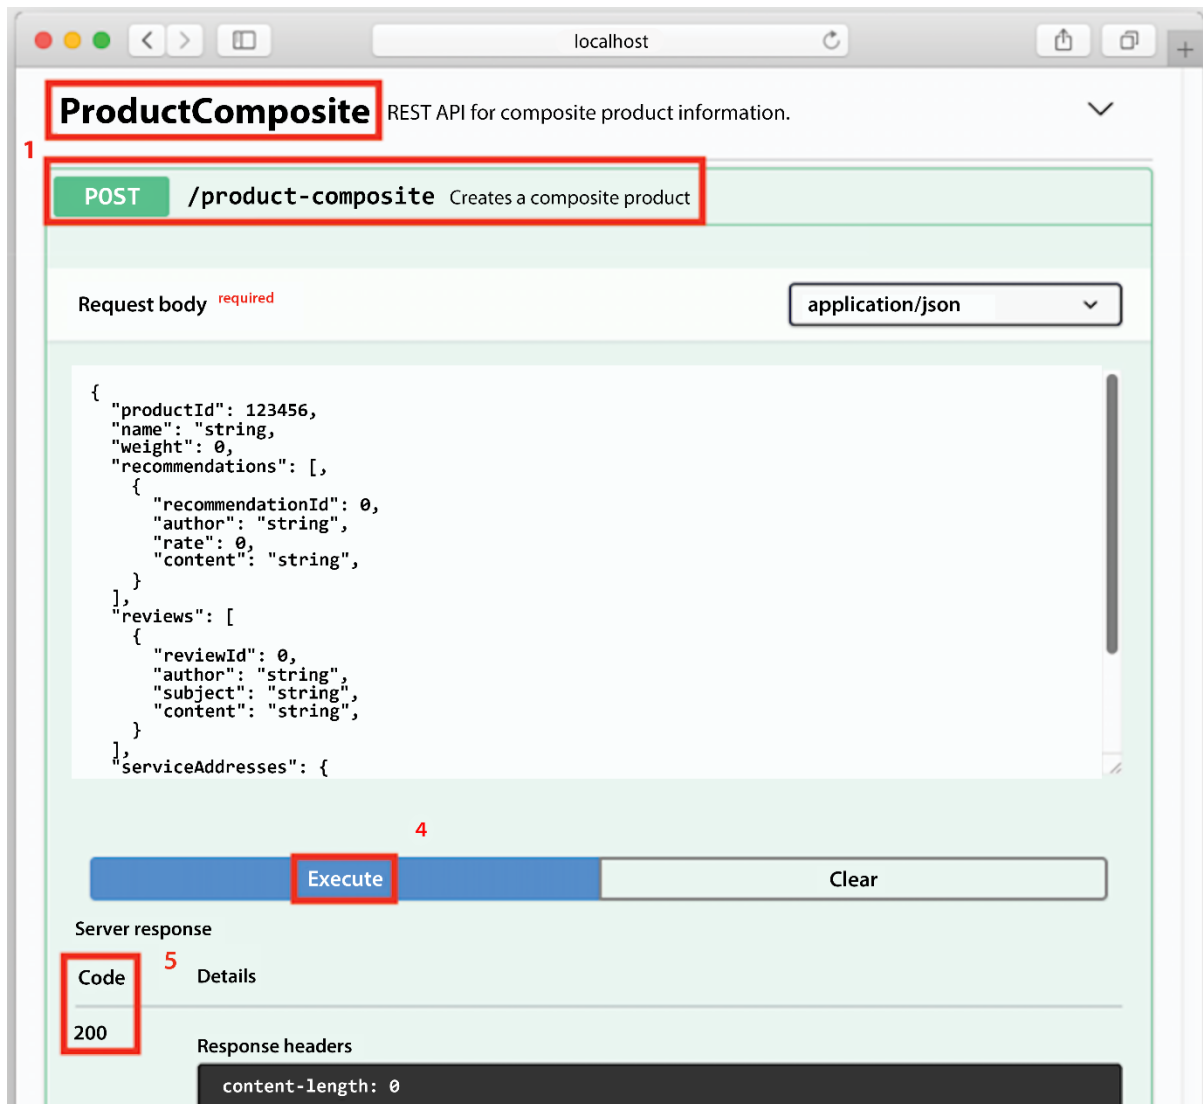 localhost
ProductComposite REST API for composite product information.
1
POST /product-composite Creates a composite product
Request body required
application/json
{
"productId": 123456,
"name": "string,
"weight": 0,
"recommendations": [,
{
"recommendationId": 0,
"author": "string",
"rate": 0,
"content": "string",
}
],
"reviews": [
{
"reviewId": 0,
"author": "string",
"subject": "string",
"content": "string",
}
],
"serviceAddresses": {
4
Execute
Clear
Server response
5
Code
Details
200
Response headers
content-length: 0